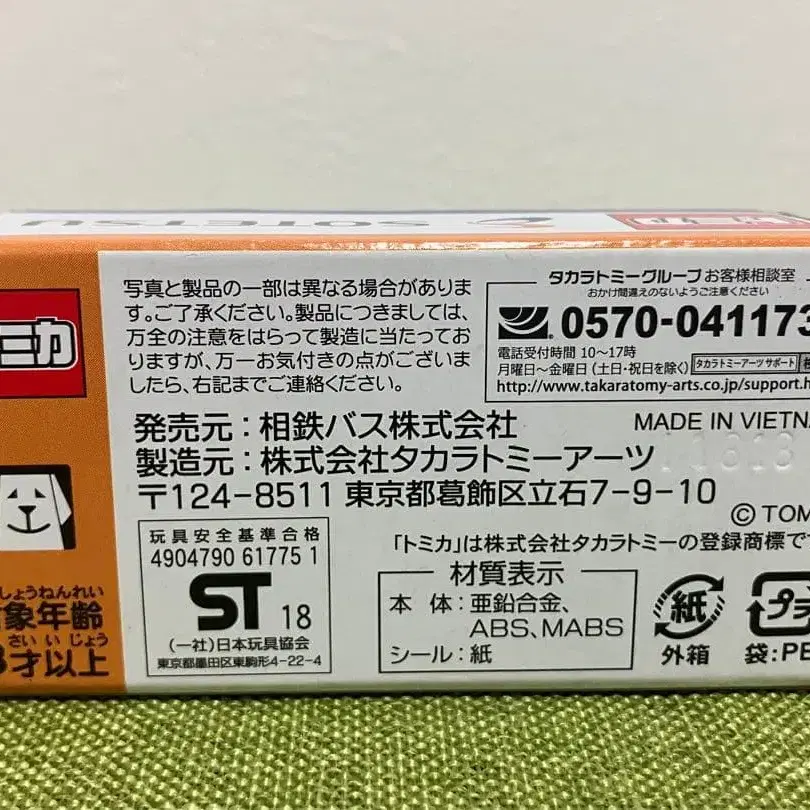 SOTETSU
ミカ
写真と製品の一部は異なる場合がありま
す。ご了承ください。製品につきましては、
万全の注意をはらって製造に当たってお
りますが、万一お気付きの点がございま
したら、右記までご連絡ください。
タカラトミーグループ お客様相談室
おかけ間違えのないようご注意ください
0570-041173
電話受付時間 10~17時
月曜日~金曜日(土・日・祝日を除く)
タカラトミーアーツ サポート
http://www.takaratomy-arts.co.jp/support.h
発売元:相鉄バス株式会社
MADE IN VIETNA
製造元:株式会社タカラトミーアーツ
〒124-8511 東京都葛飾区立石7-9-10
© TOM
「トミカ」は株式会社タカラトミーの登録商標です
玩具安全基準合格
4904790 61775 1
ST 18
(一社)日本玩具協会
東京都墨田区東駒形4-22-4
材質表示
本 体:亜鉛合金、
ABS、MABS
シール:紙
紙
外箱
プラ
袋:PE
しょうねんれい
象年齢
さい いじょう
3才以上